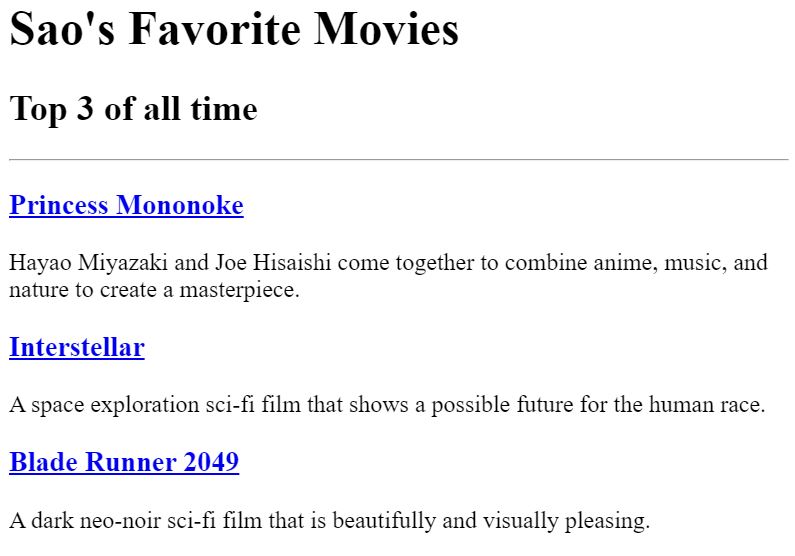 Sao's Favorite Movies
Top 3 of all time
Princess Mononoke
Hayao Miyazaki and Joe Hisaishi come together to combine anime, music, and
nature to create a masterpiece.
Interstellar
A space exploration sci-fi film that shows a possible future for the human race.
Blade Runner 2049
A dark neo-noir sci-fi film that is beautifully and visually pleasing.